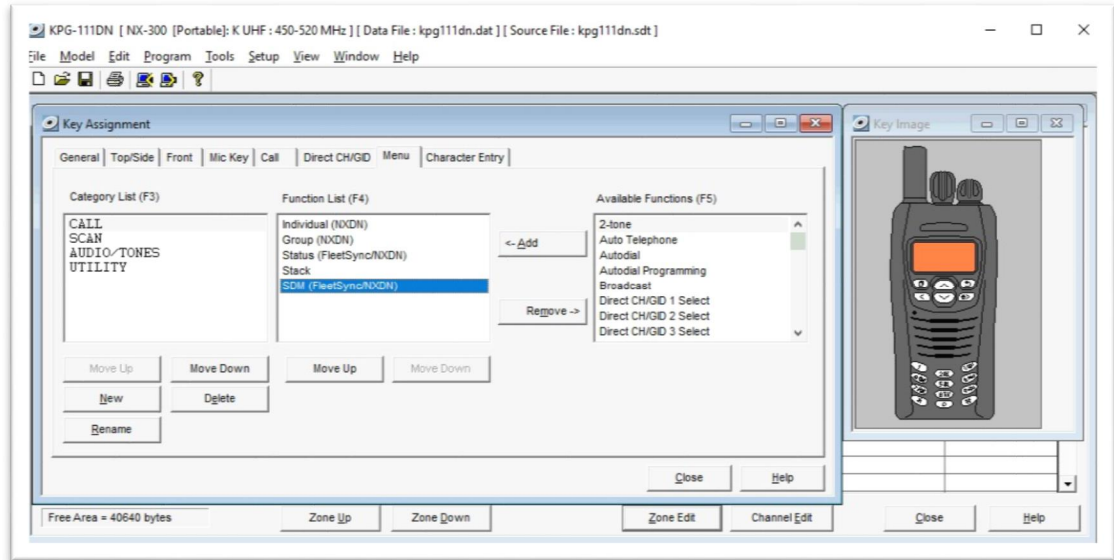 KPG-111DN [ NX-300 [Portable]: K UHF : 450-520 MHz ] [ Data File : kpg111dn.dat ] [ Source File : kpg111dn.sdt ]
File Model Edit Program Tools Setup View Window Help
Key Assignment
General Top/Side Front Mic Key Call Direct CH/GID Menu Character Entry
Category List (F3)
CALL
SCAN
AUDIO/TONES
UTILITY
Move Up Move Down
New Delete
Rename
Function List (F4)
Individual (NXDN)
Group (NXDN)
Status (FleetSync/NXDN)
Stack
SDM (FleetSync/NXDN)
Move Up Move Down
<- Add
Remove ->
Available Functions (F5)
2-tone
Auto Telephone
Autodial
Autodial Programming
Broadcast
Direct CH/GID 1 Select
Direct CH/GID 2 Select
Direct CH/GID 3 Select
Close Help
Key Image
Free Area = 40640 bytes Zone Up Zone Down Zone Edit Channel Edit Close Help